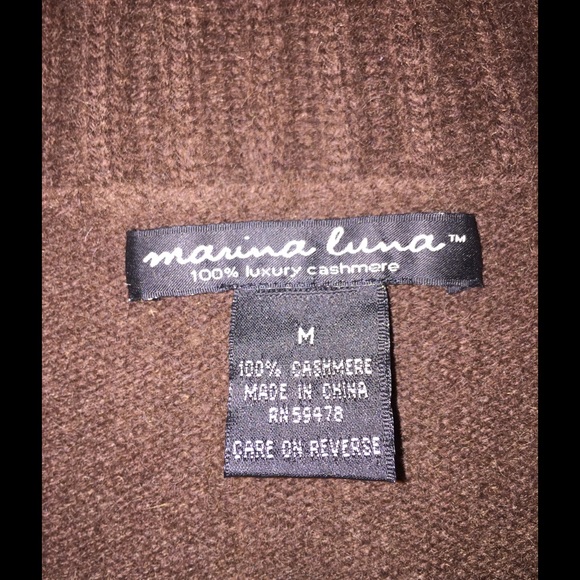 marina luna™
100% luxury cashmere
M
100% CASHMERE
MADE IN CHINA
RN 59478
CARE ON REVERSE